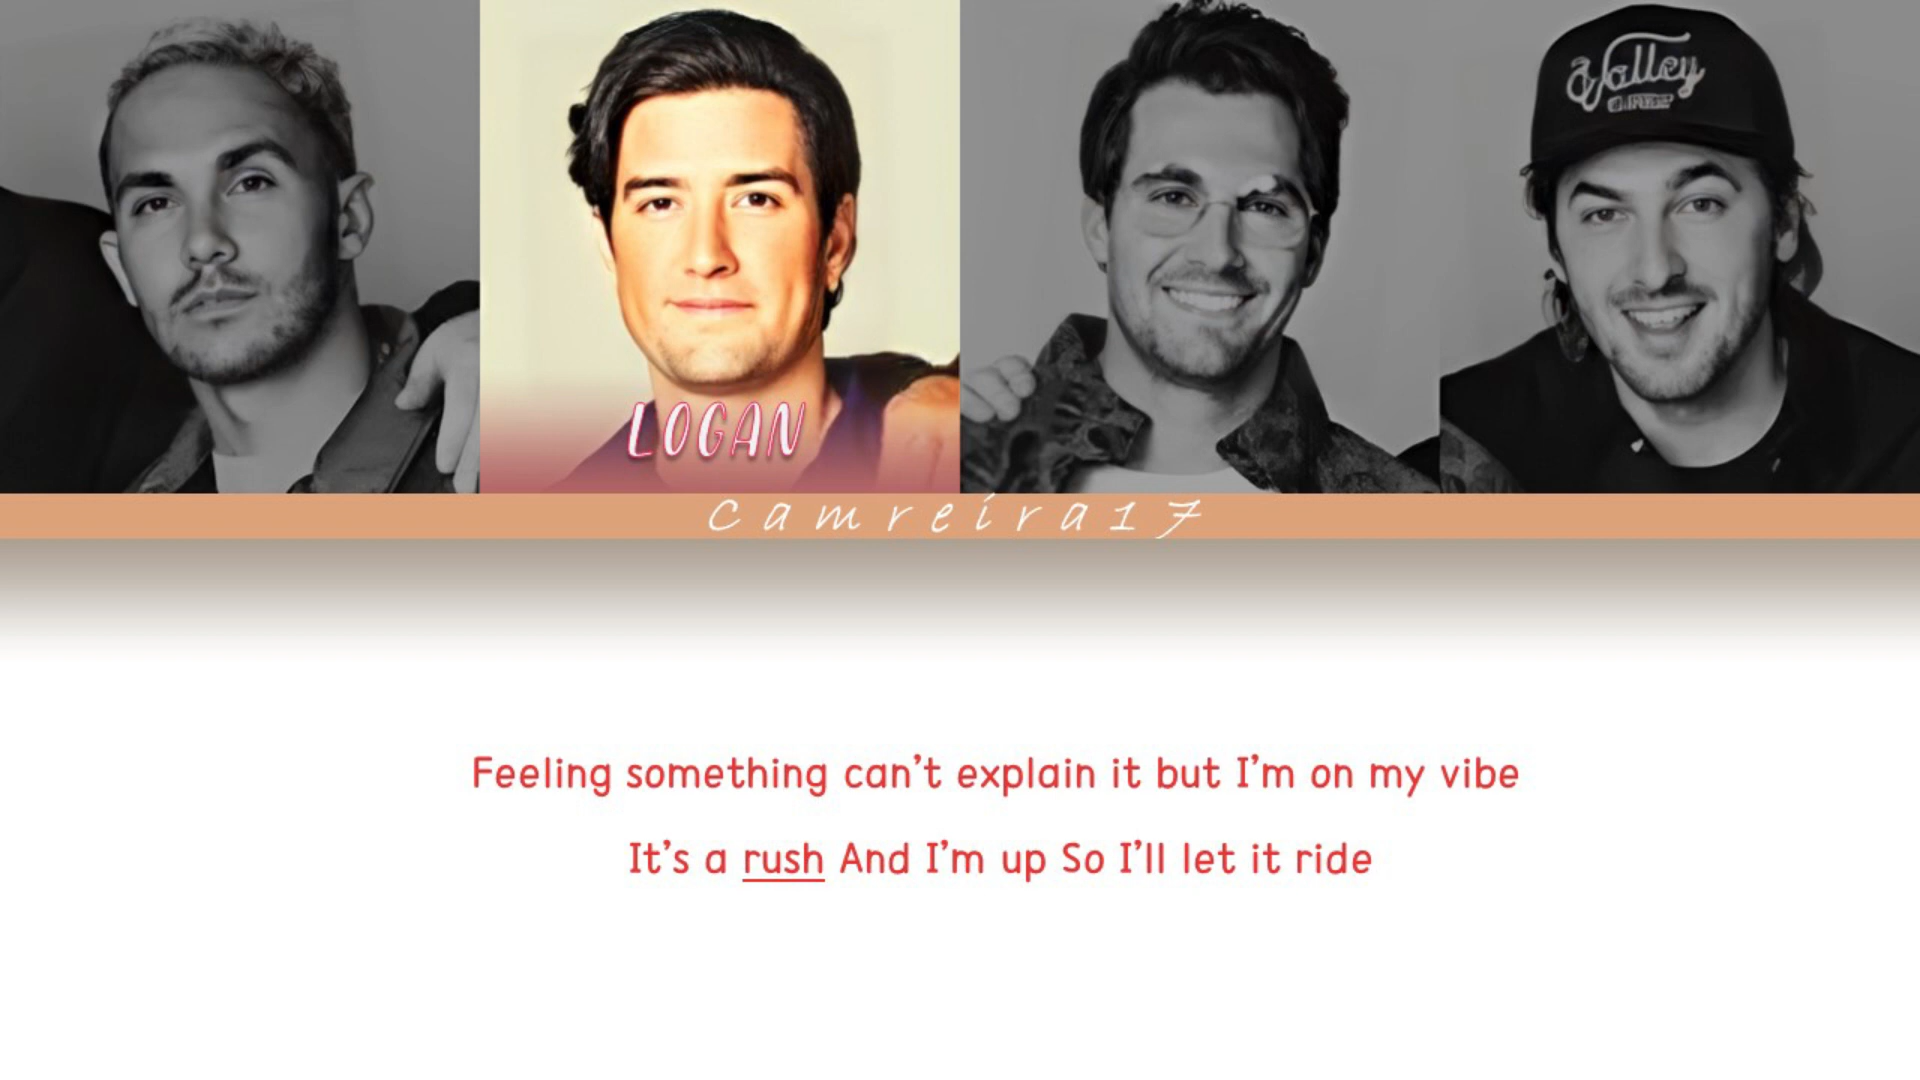 Valley
LOGAN
Camreira17
Feeling something can't explain it but I'm on my vibe
It's a rush And I'm up So I'll let it ride